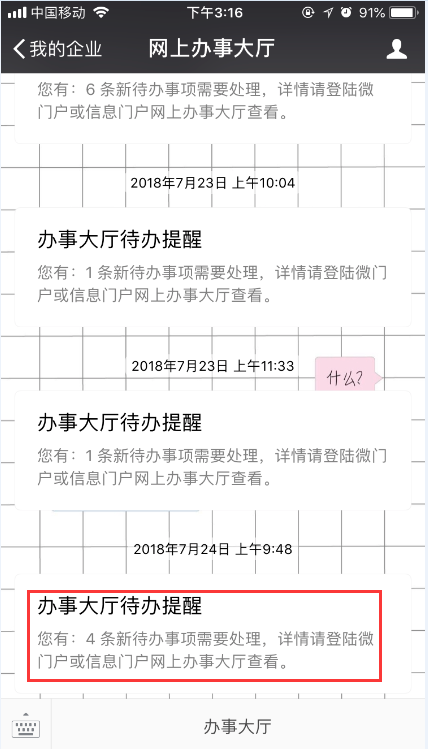 中国移动 下午3:16 91%
我的企业 网上办事大厅
您有：6 条新待办事项需要处理，详情请登陆微
门户或信息门户网上办事大厅查看。
2018年7月23日 上午10:04
办事大厅待办提醒
您有：1 条新待办事项需要处理，详情请登陆微门
户或信息门户网上办事大厅查看。
2018年7月23日 上午11:33
什么？
办事大厅待办提醒
您有：1 条新待办事项需要处理，详情请登陆微门
户或信息门户网上办事大厅查看。
2018年7月24日 上午9:48
办事大厅待办提醒
您有：4 条新待办事项需要处理，详情请登陆微
门户或信息门户网上办事大厅查看。
办事大厅